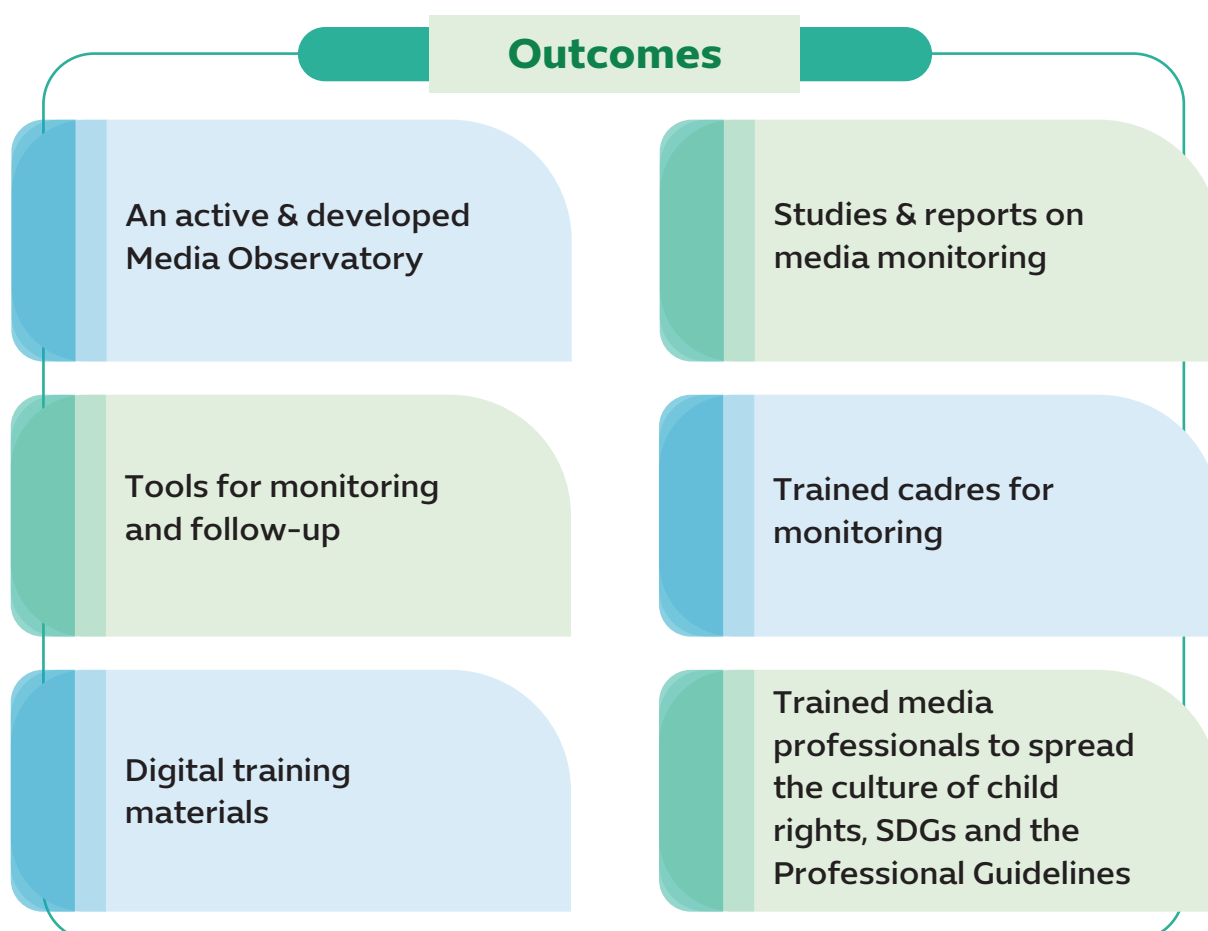 Outcomes
An active & developed
Media Observatory
Studies & reports on
media monitoring
Tools for monitoring
and follow-up
Trained cadres for
monitoring
Digital training
materials
Trained media
professionals to spread
the culture of child
rights, SDGs and the
Professional Guidelines